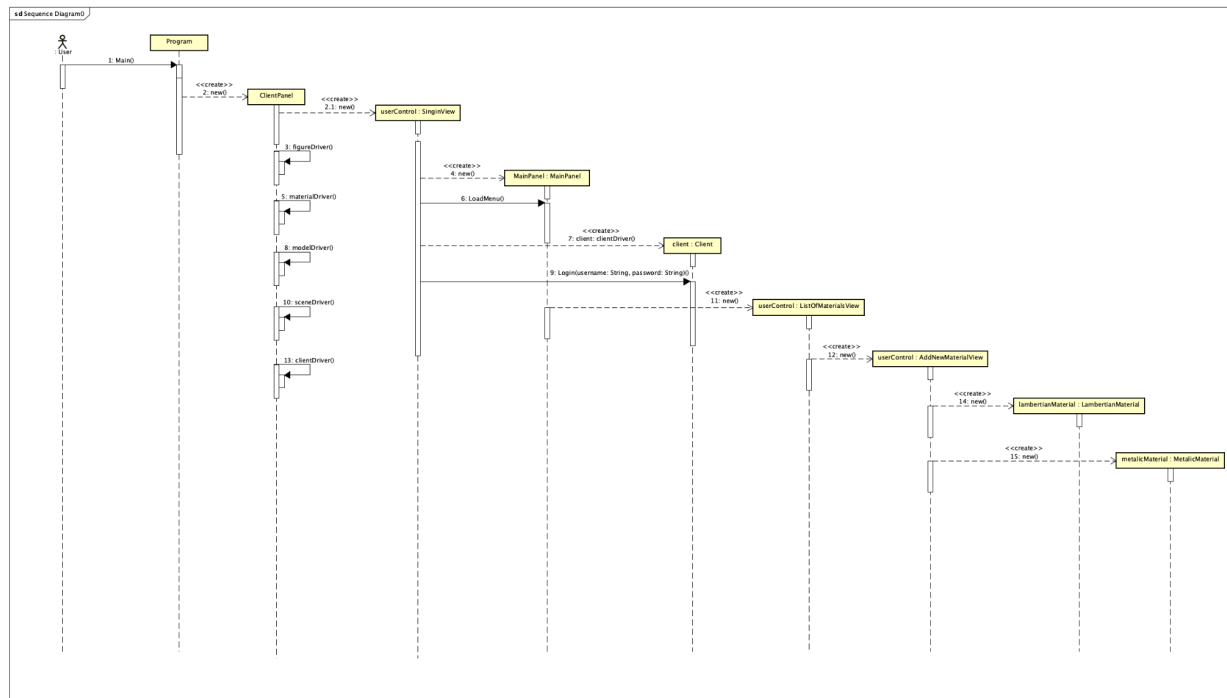 sd Sequence Diagram0
: User
Program
1: Main()
<<create>>
2: new()
ClientPanel
<<create>>
2.1: new()
userControl : SinginView
3: figureDriver()
<<create>>
4: new()
MainPanel : MainPanel
5: materialDriver()
6: LoadMenu()
<<create>>
7: client: clientDriver()
client : Client
8: modelDriver()
9: Login(username: String, password: String)()
10: sceneDriver()
<<create>>
11: new()
userControl : ListOfMaterialsView
<<create>>
12: new()
userControl : AddNewMaterialView
13: clientDriver()
<<create>>
14: new()
lambertianMaterial : LambertianMaterial
<<create>>
15: new()
metalicMaterial : MetalicMaterial